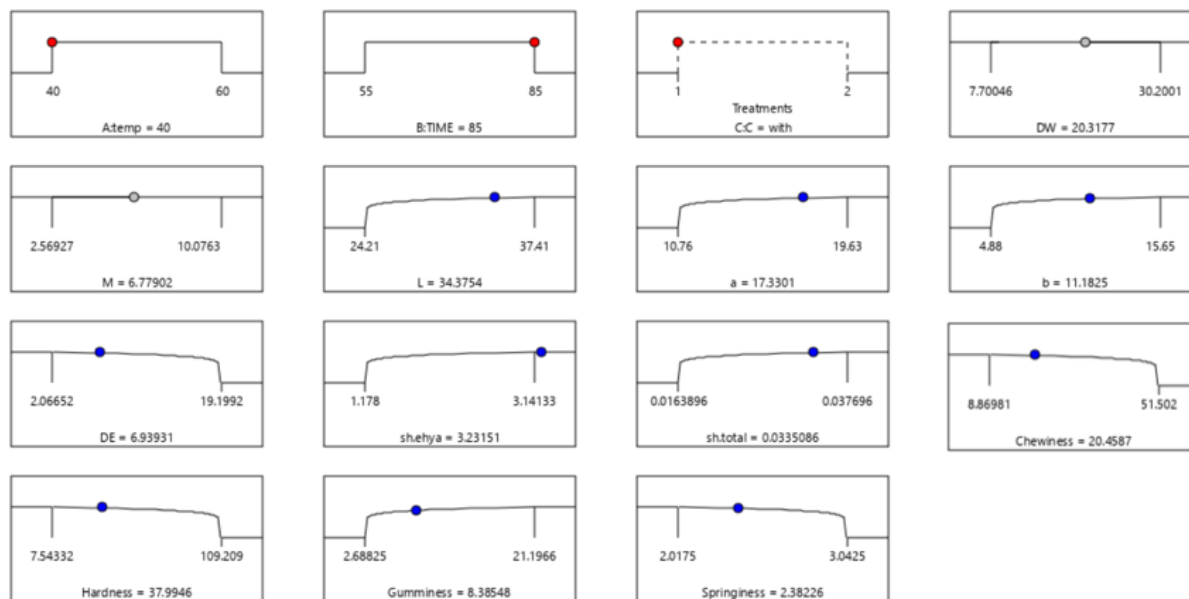 40 60
A:temp = 40
55 85
B:TIME = 85
1 2
Treatments
C:C = with
7.70046 30.2001
DW = 20.3177
2.56927 10.0763
M = 6.77902
24.21 37.41
L = 34.3754
10.76 19.63
a = 17.3301
4.88 15.65
b = 11.1825
2.06652 19.1992
DE = 6.93931
1.178 3.14133
sh.ehya = 3.23151
0.0163896 0.037696
sh.total = 0.0335086
8.86981 51.502
Chewiness = 20.4587
7.54332 109.209
Hardness = 37.9946
2.68825 21.1966
Gumminess = 8.38548
2.0175 3.0425
Springiness = 2.38226